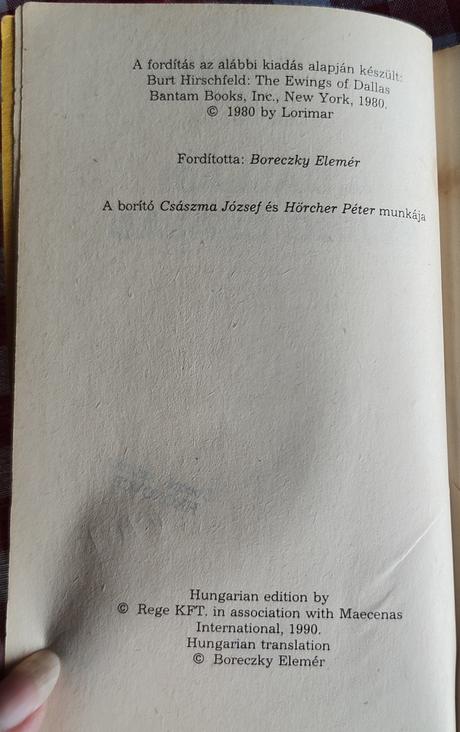 A fordítás az alábbi kiadás alapján készült:
Burt Hirschfeld: The Ewings of Dallas
Bantam Books, Inc., New York, 1980.
© 1980 by Lorimar
Fordította: Boreczky Elemér
A borító Császma József és Hörcher Péter munkája
Hungarian edition by
© Rege KFT. in association with Maecenas
International, 1990.
Hungarian translation
© Boreczky Elemér